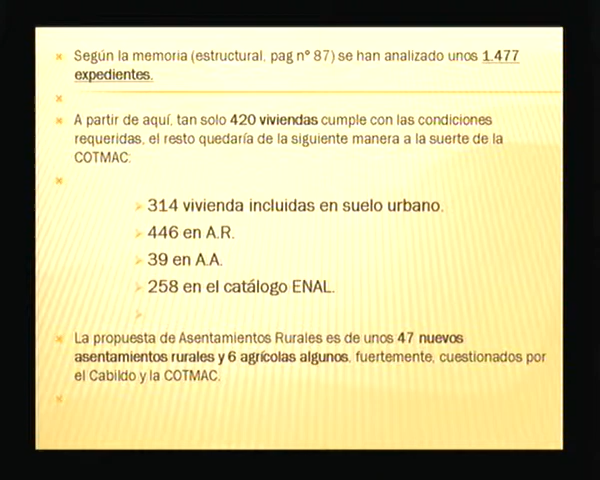 Según la memoria (estructural, pag nº 87) se han analizado unos 1.477
expedientes.
A partir de aquí, tan solo 420 viviendas cumple con las condiciones
requeridas, el resto quedaría de la siguiente manera a la suerte de la
COTMAC:
314 vivienda incluidas en suelo urbano.
446 en A.R.
39 en A.A.
258 en el catálogo ENAL.
La propuesta de Asentamientos Rurales es de unos 47 nuevos
asentamientos rurales y 6 agrícolas algunos, fuertemente, cuestionados por
el Cabildo y la COTMAC.